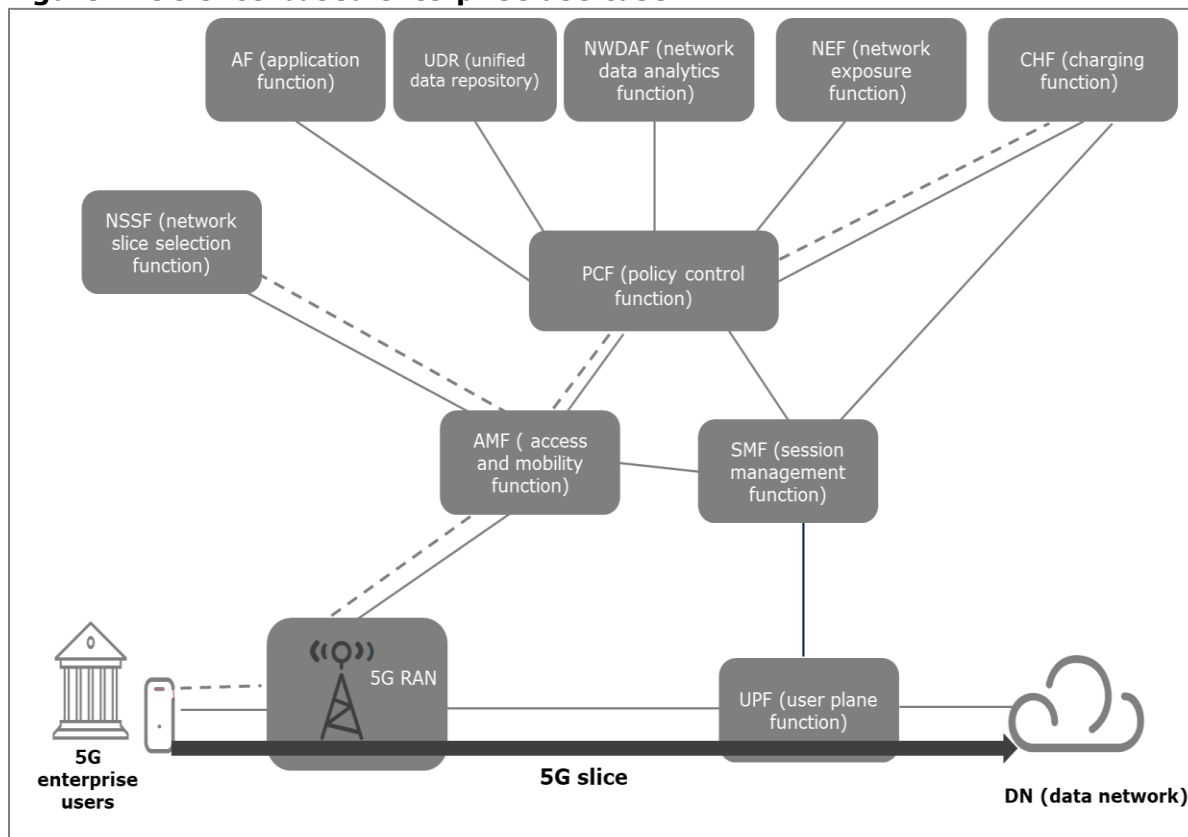 AF (application
function)
UDR (unified
data repository)
NWDAF (network
data analytics
function)
NEF (network
exposure
function)
CHF (charging
function)
NSSF (network
slice selection
function)
PCF (policy control
function)
AMF ( access
and mobility
function)
SMF (session
management
function)
5G RAN
UPF (user plane
function)
5G
enterprise
users
5G slice
DN (data network)